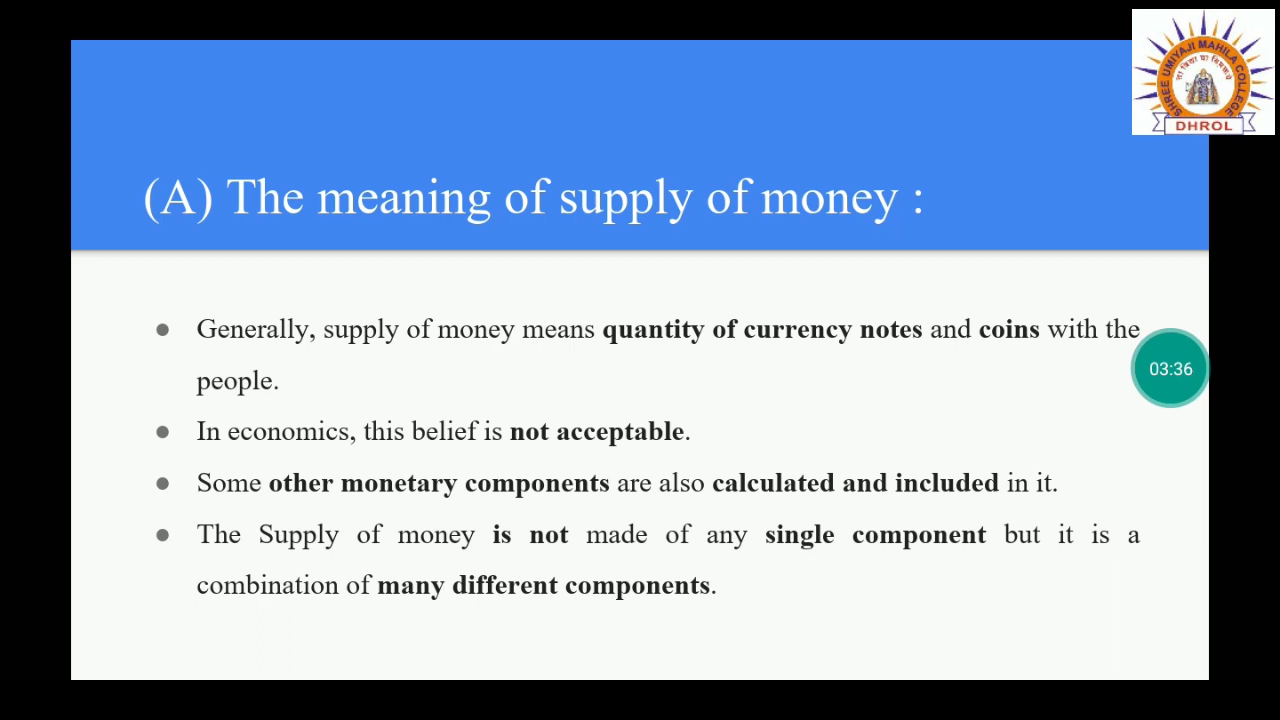 SHREE UMIYAJI MAHILA COLLEGE
DHROL
(A) The meaning of supply of money :
● Generally, supply of money means quantity of currency notes and coins with the
people.
03:36
● In economics, this belief is not acceptable.
● Some other monetary components are also calculated and included in it.
● The Supply of money is not made of any single component but it is a
combination of many different components.